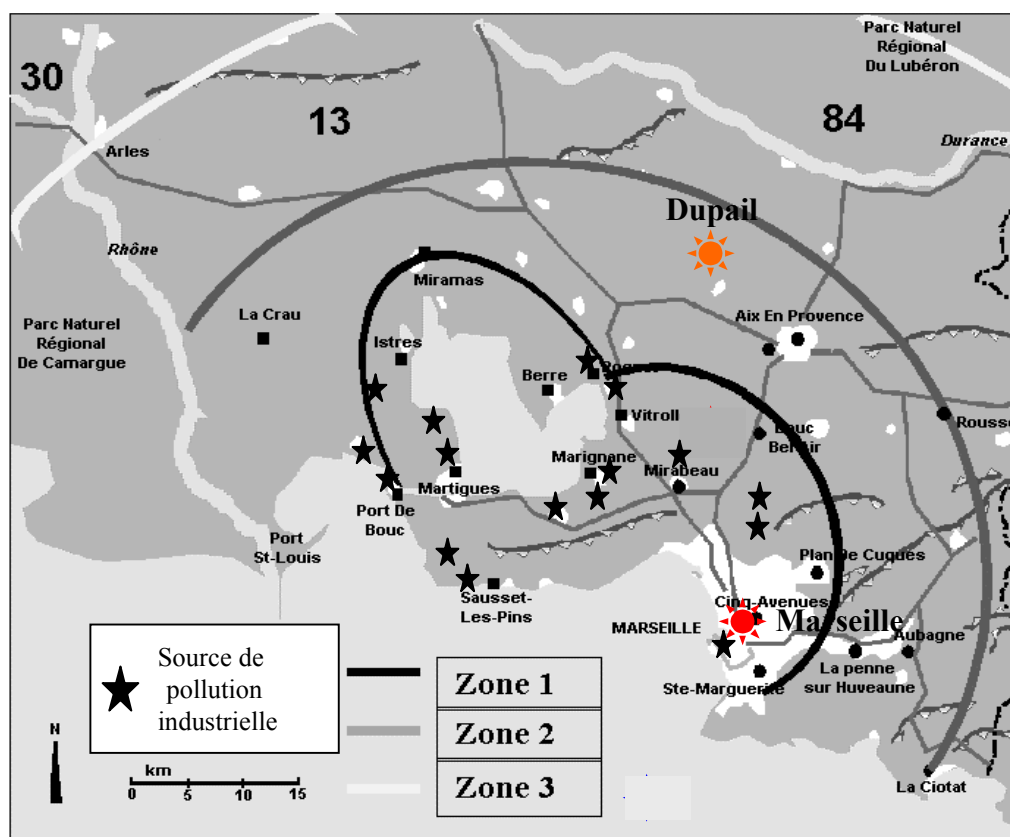 Parc Naturel
Régional
Du Lubéron
30
13
84
Durance
Arles
Dupail
Rhône
Miramas
La Crau
Aix En Provence
Parc Naturel
Régional
De Camargue
Istres
Berre
Vitroll
Rousse
Bouc
Bel Air
Marignane
Mirabeau
Martigues
Port De
Bouc
Port
St-Louis
Plan De Cuques
Sausset-
Les-Pins
Cinq-Avenues
MARSEILLE
Marseille
Aubagne
La penne
sur Huveaune
Ste-Marguerite
La Ciotat
Source de
pollution
industrielle
Zone 1
Zone 2
Zone 3
N
km
0 5 10 15